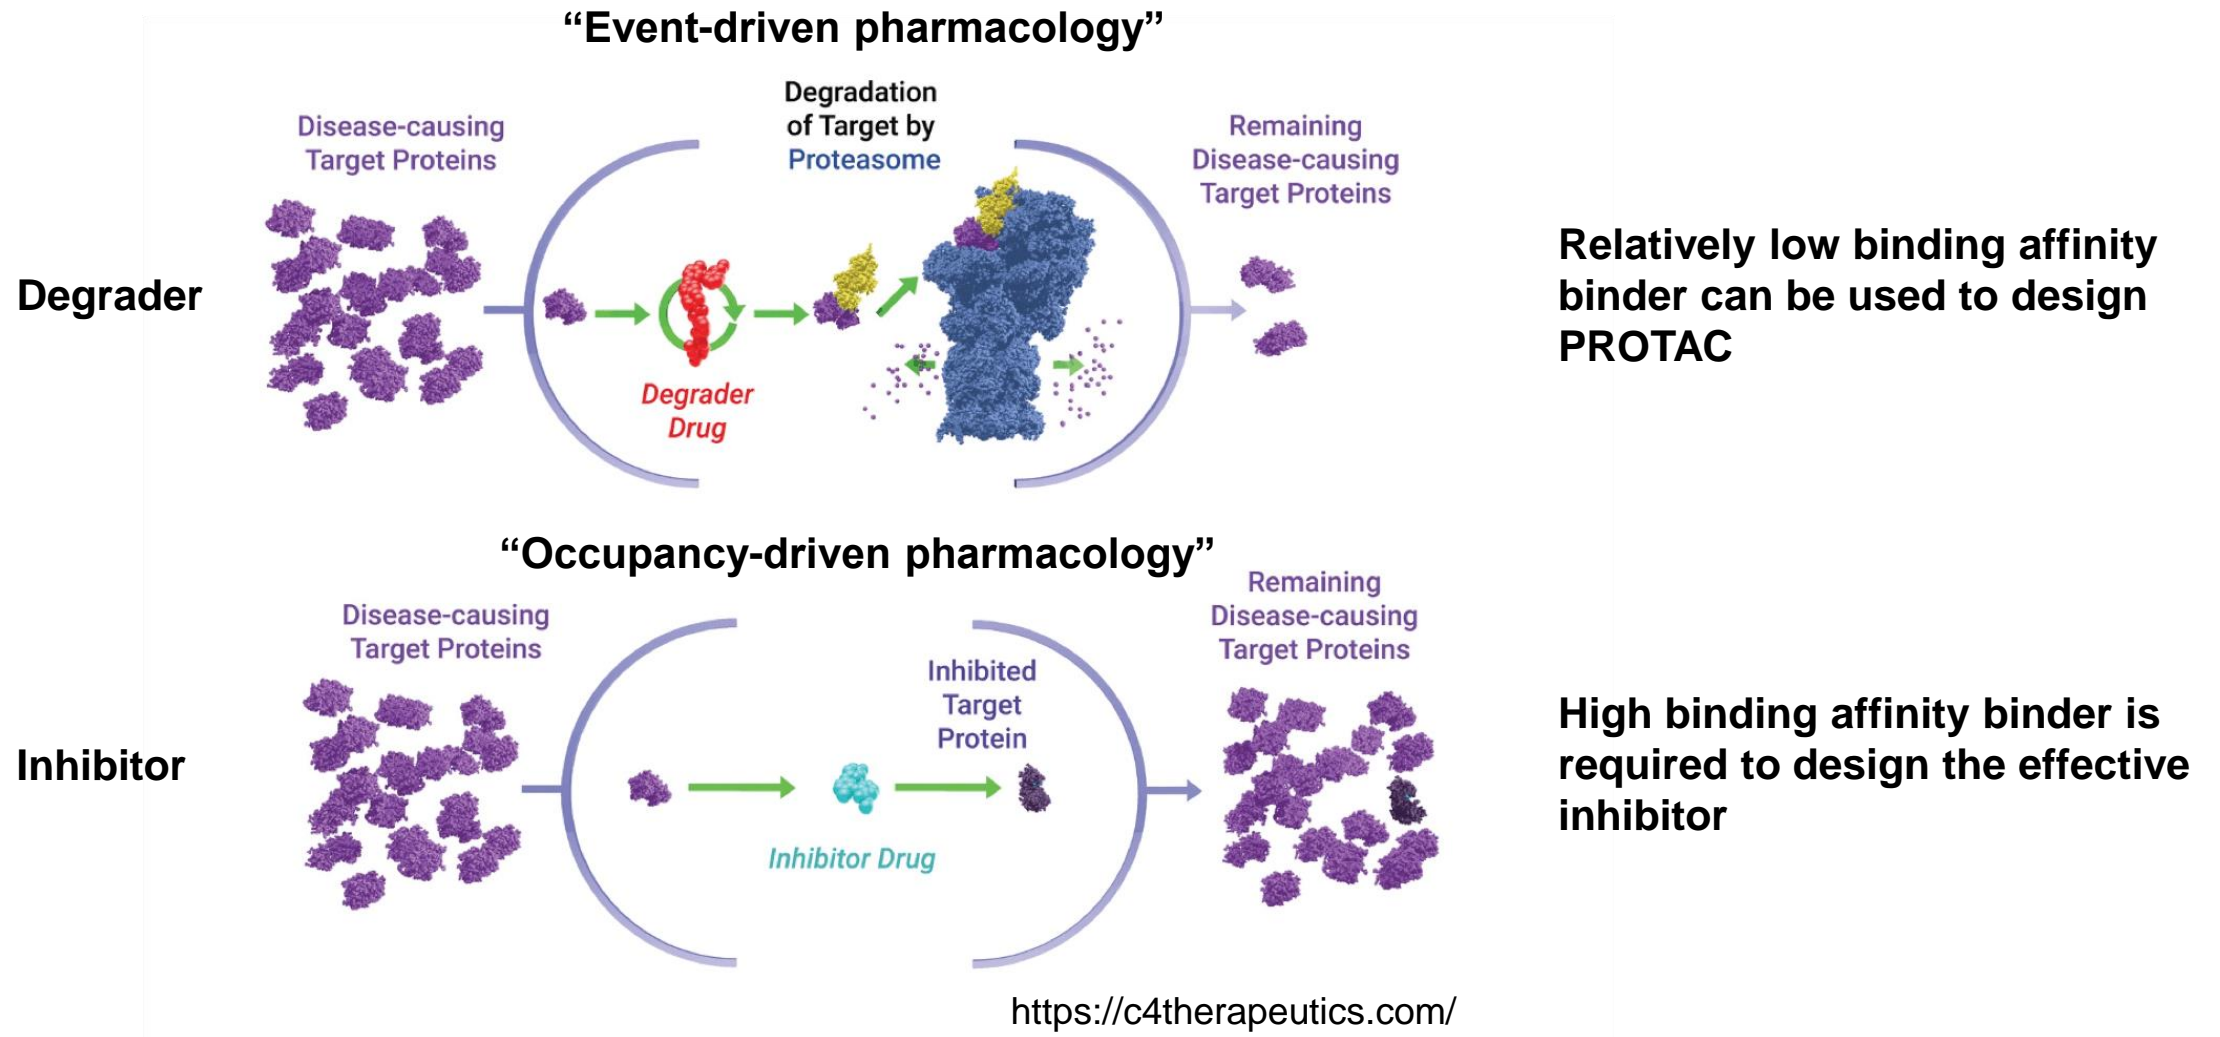 “Event-driven pharmacology”
Disease-causing
Target Proteins
Degradation
of Target by
Proteasome
Remaining
Disease-causing
Target Proteins
Degrader
Degrader
Drug
Relatively low binding affinity
binder can be used to design
PROTAC
“Occupancy-driven pharmacology”
Disease-causing
Target Proteins
Inhibited
Target
Protein
Remaining
Disease-causing
Target Proteins
Inhibitor
Inhibitor Drug
High binding affinity binder is
required to design the effective
inhibitor
https://c4therapeutics.com/